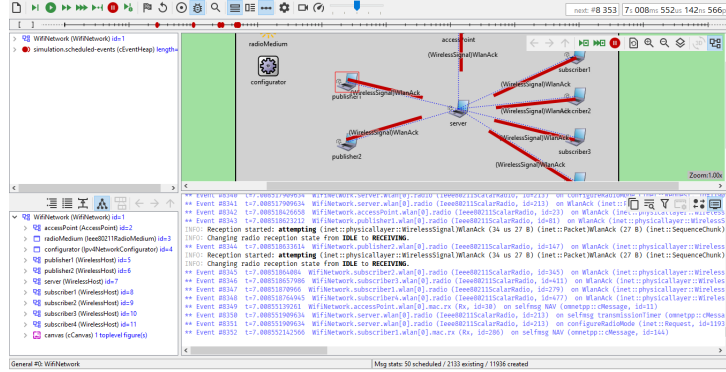 next: #8 353
7s 008ms 552us 142ns 566p
WifiNetwork (WifiNetwork) id=1
simulation.scheduled-events (cEventHeap) length=
radioMedium
configurator
accessPoint
(WirelessSignal)WlanAck
publisher1
(WirelessSignal)WlanAck
(WirelessSignal)WlanAck
publisher2
server
(WirelessSignal)WlanAck
subscriber1
(WirelessSignal)WlanAck
(WirelessSignal)WlanAck
subscriber3
(WirelessSignal)WlanAck
Zoom:1.00x
WifiNetwork (WifiNetwork) id=1
accessPoint (AccessPoint) id=2
radioMedium (Ieee80211RadioMedium) id=3
configurator (Ipv4NetworkConfigurator) id=4
publisher1 (WirelessHost) id=5
publisher2 (WirelessHost) id=6
server (WirelessHost) id=7
subscriber1 (WirelessHost) id=8
subscriber2 (WirelessHost) id=9
subscriber3 (WirelessHost) id=10
subscriber4 (WirelessHost) id=11
canvas (cCanvas) 1 toplevel figure(s)
** Event #8341 t=7.008517909634 WifiNetwork.server.wlan[0].radio (Ieee80211ScalarRadio, id=213) on WlanAck (inet::
** Event #8342 t=7.008518426658 WifiNetwork.accessPoint.wlan[0].radio (Ieee80211ScalarRadio, id=23) on WlanAck (inet::
** Event #8343 t=7.008518623212 WifiNetwork.publisher1.wlan[0].radio (Ieee80211ScalarRadio, id=81) on WlanAck (inet::physicallayer::Wireless
INFO: Reception started: attempting (inet::physicallayer::WirelessSignal)WlanAck (34 us 27 B) (inet::Packet)WlanAck (27 B) (inet::SequenceChunk)
INFO: Changing radio reception state from IDLE to RECEIVING.
** Event #8344 t=7.008518633614 WifiNetwork.publisher2.wlan[0].radio (Ieee80211ScalarRadio, id=147) on WlanAck (inet::physicallayer::Wireless
INFO: Reception started: attempting (inet::physicallayer::WirelessSignal)WlanAck (34 us 27 B) (inet::Packet)WlanAck (27 B) (inet::SequenceChunk)
INFO: Changing radio reception state from IDLE to RECEIVING.
** Event #8345 WifiNetwork.subscriber2.wlan[0].radio (Ieee80211ScalarRadio, id=345) on WlanAck (inet::physicallayer::Wireless
** Event #8346 t=7.008518657986 WifiNetwork.subscriber3.wlan[0].radio (Ieee80211ScalarRadio, id=411) on WlanAck (inet::physicallayer::Wireless
** Event #8347 WifiNetwork.subscriber1.wlan[0].radio (Ieee80211ScalarRadio, id=279) on WlanAck (inet::physicallayer::Wireless
** Event #8348 t=7.008518764945 WifiNetwork.subscriber4.wlan[0].radio (Ieee80211ScalarRadio, id=477) on WlanAck (inet::physicallayer::Wireless
** Event #8349 t=7.008551539261 WifiNetwork.accessPoint.wlan[0].mac.rx (Rx, id=30) on selfmsg NAV (omnetpp::cMessage, id=11)
** Event #8350 t=7.008551909634 WifiNetwork.server.wlan[0].radio (Ieee80211ScalarRadio, id=213) on selfmsg transmissionTimer (omnetpp::cMessage
** Event #8351 t=7.008551909634 WifiNetwork.server.wlan[0].radio (Ieee80211ScalarRadio, id=213) on configureRadioMode (inet::Request, id=1193
** Event #8352 t=7.008552142566 WifiNetwork.subscriber1.wlan[0].mac.rx (Rx, id=286) on selfmsg NAV (omnetpp::cMessage, id=144)
General #0: WifiNetwork
Msg stats: 50 scheduled / 2133 existing / 11936 created